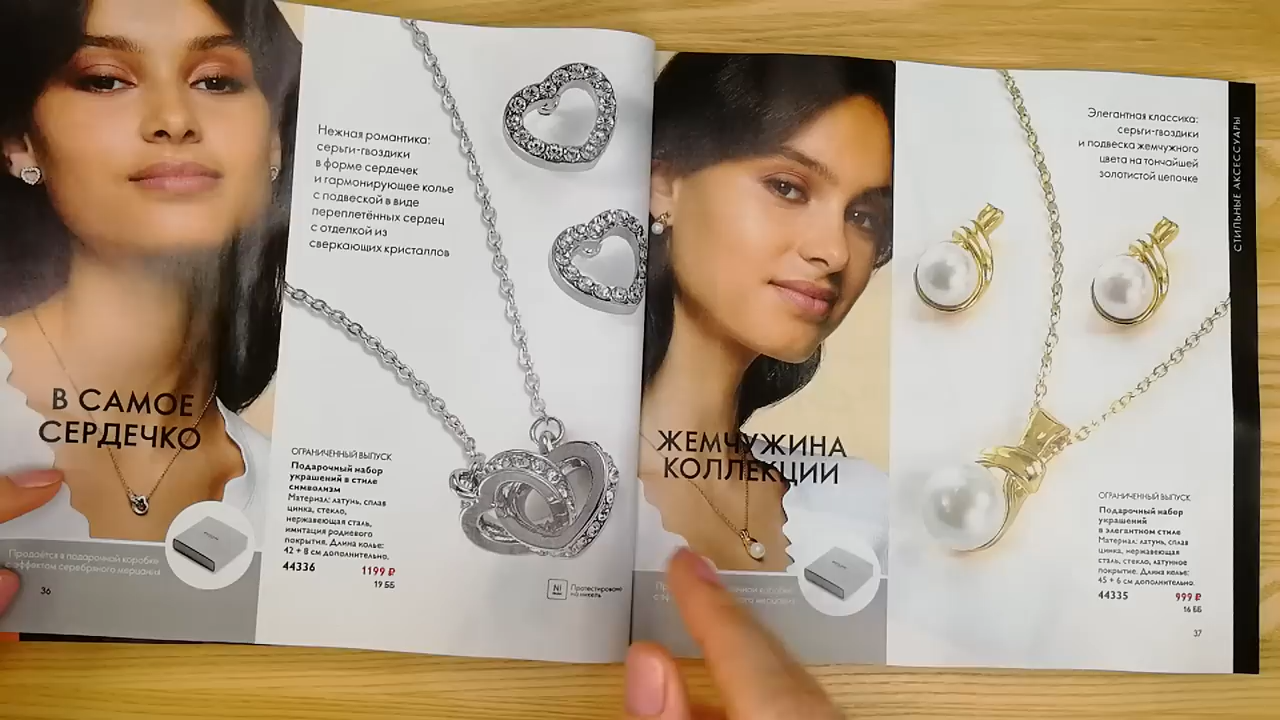 Нежная романтика:
серьги-гвоздики
в форме сердечек
и гармонирующее колье
с подвеской в виде
переплетённых сердец
с отделкой из
сверкающих кристаллов
В САМОЕ
СЕРДЕЧКО
ОГРАНИЧЕННЫЙ ВЫПУСК
Подарочный набор
украшений в стиле
символизм
Материал: латунь, сплав
цинка, стекло,
нержавеющая сталь,
имитация родиевого
покрытия. Длина колье:
42 + 8 см дополнительно.
44336 1199 ₽
19 ББ
Продаётся в подарочной коробке
с эффектом серебряного мерцания
36
Ni
Протестировано
на никель
Элегантная классика:
серьги-гвоздики
и подвеска жемчужного
цвета на тончайшей
золотистой цепочке
СТИЛЬНЫЕ АКСЕССУАРЫ
ЖЕМЧУЖИНА
КОЛЛЕКЦИИ
ОГРАНИЧЕННЫЙ ВЫПУСК
Подарочный набор
украшений
в элегантном стиле
Материал: латунь, сплав
цинка, нержавеющая
сталь, стекло, латунное
покрытие. Длина колье:
45 + 6 см дополнительно.
44335 999 ₽
16 ББ
37